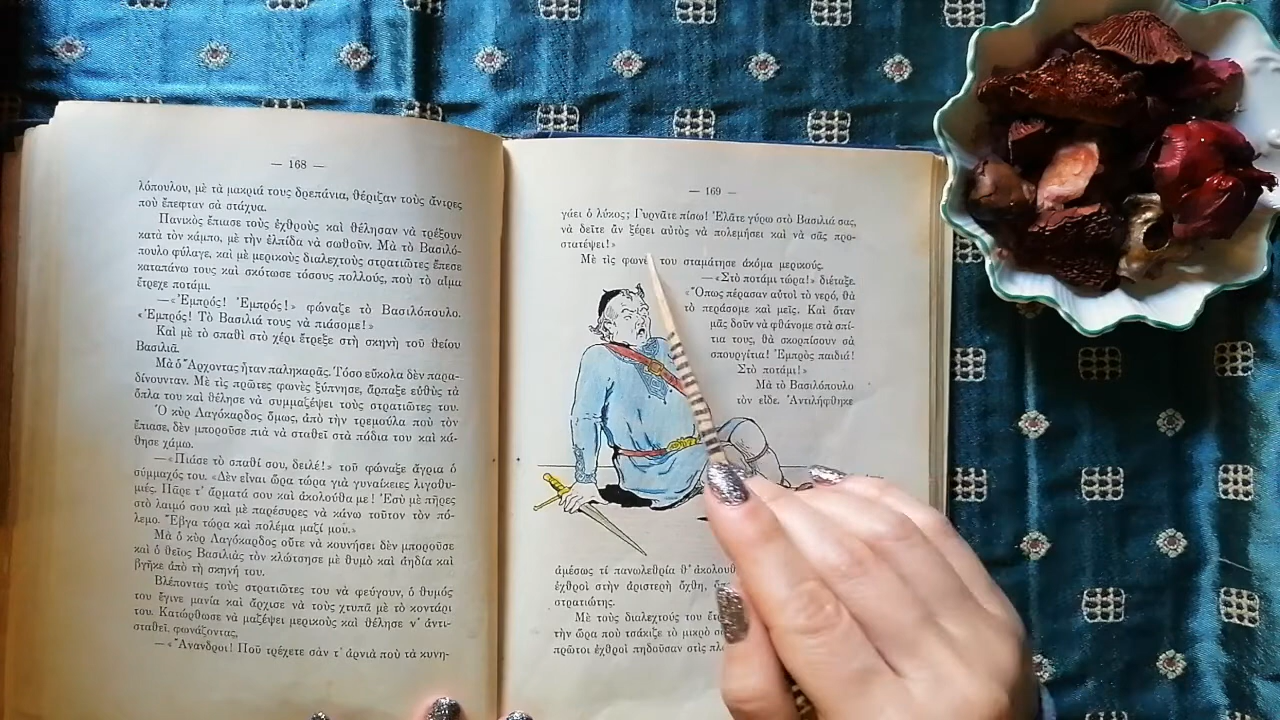 — 168 —
λόπουλου, μὲ τὰ μακριά τους δρεπάνια, θέριζαν τοὺς ἄντρες
ποὺ ἔπεφταν σὰ στάχυα.
Πανικὸς ἔπιασε τοὺς ἐχθροὺς καὶ θέλησαν νὰ τρέξουν
κατὰ τὸν κάμπο, μὲ τὴν ἐλπίδα νὰ σωθοῦν. Μὰ τὸ Βασιλό-
πουλο φύλαγε, καὶ μὲ μερικοὺς διαλεχτοὺς στρατιῶτες ἔπεσε
καταπάνω τους καὶ σκότωσε τόσους πολλούς, ποὺ τὸ αἷμα
ἔτρεχε ποτάμι.
—«Ἐμπρός! Ἐμπρός!» φώναζε τὸ Βασιλόπουλο.
«Ἐμπρός! Τὸ Βασιλιά τους νὰ πιάσομε!»
Καὶ μὲ τὸ σπαθὶ στὸ χέρι ἔτρεξε στὴ σκηνὴ τοῦ θείου
Βασιλιᾶ.
Μὰ ὁ Ἄρχοντας ἦταν παληκαρᾶς. Τόσο εὔκολα δὲν παρα-
δίνουνταν. Μὲ τὶς πρῶτες φωνὲς ξύπνησε, ἅρπαξε εὐθὺς τὰ
ὅπλα του καὶ θέλησε νὰ συμμαζέψει τοὺς στρατιῶτες του.
Ὁ κὺρ Λαγόκαρδος ὅμως, ἀπὸ τὴν τρεμούλα ποὺ τὸν
ἔπιασε, δὲν μποροῦσε πιὰ νὰ σταθεῖ στὰ πόδια του καὶ κά-
θησε χάμω.
—«Πιάσε τὸ σπαθί σου, δειλέ!» τοῦ φώναξε ἄγρια ὁ
σύμμαχός του. «Δὲν εἶναι ὥρα τώρα γιὰ γυναίκειες λιγοθυ-
μιές. Πᾶρε τ' ἄρματά σου καὶ ἀκολούθα με! Ἐσὺ μὲ πῆρες
στὸ λαιμό σου καὶ μὲ παρέσυρες νὰ κάνω τοῦτον τὸν πό-
λεμο. Ἔβγα τώρα καὶ πολέμα μαζί μου.»
Μὰ ὁ κὺρ Λαγόκαρδος οὔτε νὰ κουνήσει δὲν μποροῦσε
καὶ ὁ θεῖος Βασιλιὰς τὸν κλώτσησε μὲ θυμὸ καὶ ἀηδία καὶ
βγῆκε ἀπὸ τὴ σκηνή του.
Βλέποντας τοὺς στρατιῶτες του νὰ φεύγουν, ὁ θυμός
του ἔγινε μανία καὶ ἄρχισε νὰ τοὺς χτυπᾶ μὲ τὸ κοντάρι
του. Κατώρθωσε νὰ μαζέψει μερικοὺς καὶ θέλησε ν' ἀντι-
σταθεῖ, φωνάζοντας,
—«Ἄνανδροι! Ποῦ τρέχετε σὰν τ' ἀρνιὰ ποὺ τὰ κυνη-
— 169 —
γάει ὁ λύκος; Γυρνᾶτε πίσω! Ἐλᾶτε γύρω στὸ Βασιλιά σας,
νὰ δεῖτε ἂν ξέρει αὐτὸς νὰ πολεμήσει καὶ νὰ σᾶς προ-
στατέψει!»
Μὲ τὶς φωνὲ του σταμάτησε ἀκόμα μερικούς.
—«Στὸ ποτάμι τώρα!» διέταξε.
«Ὅπως πέρασαν αὐτοὶ τὸ νερό, θὰ
τὸ περάσομε καὶ μεῖς. Καὶ ὅταν
μᾶς δοῦν νὰ φθάνομε στὰ σπί-
τια τους, θὰ σκορπίσουν σὰ
σπουργίτια! Ἐμπρὸς παιδιά!
Στὸ ποτάμι!»
Μὰ τὸ Βασιλόπουλο
τὸν εἶδε. Ἀντιλήφθηκε
ἀμέσως τί πανωλεθρία θ' ἀκολουθ
ἐχθροὶ στὴν ἀριστερὴ ὄχθη,
στρατιώτης.
Μὲ τοὺς διαλεχτούς του
τὴν ὥρα ποὺ τσάκιζε τὸ μικρὸ
πρῶτοι ἐχθροὶ πηδοῦσαν στὶς